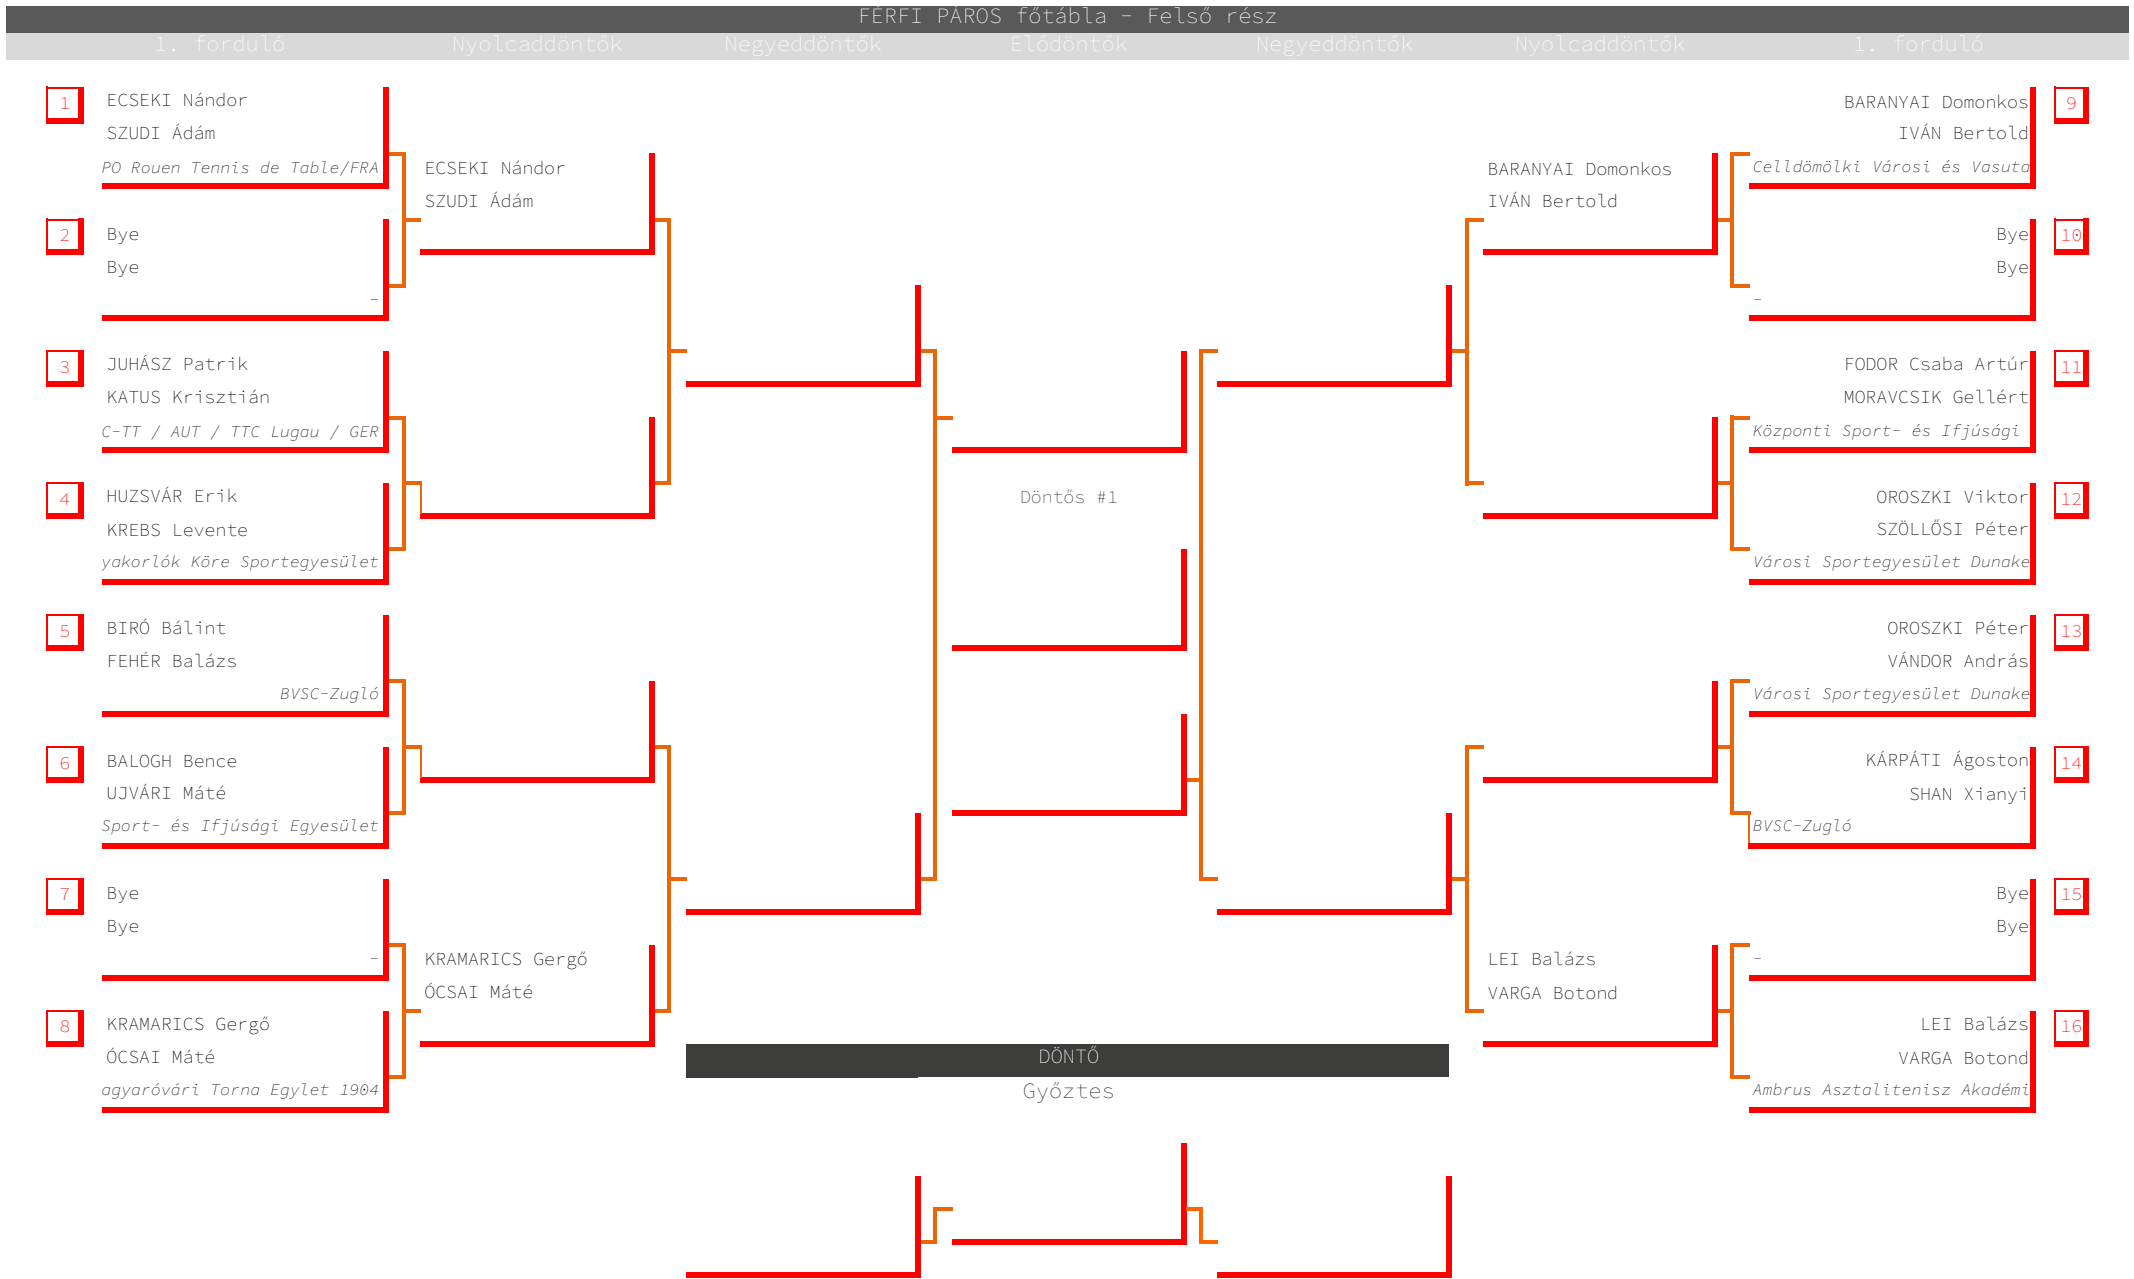 FÉRFI PÁROS főtábla - Felső rész
1. forduló Nyolcaddöntők Negyeddöntők Elődöntők Negyeddöntők Nyolcaddöntők 1. forduló
1
ECSEKI Nándor
SZUDI Ádám
PO Rouen Tennis de Table/FRA
2
Bye
Bye
-
3
JUHÁSZ Patrik
KATUS Krisztián
C-TT / AUT / TTC Lugau / GER
4
HUZSVÁR Erik
KREBS Levente
yakorlók Köre Sportegyesület
5
BIRÓ Bálint
FEHÉR Balázs
BVSC-Zugló
6
BALOGH Bence
UJVÁRI Máté
Sport- és Ifjúsági Egyesület
7
Bye
Bye
-
8
KRAMARICS Gergő
ÓCSAI Máté
agyaróvári Torna Egylet 1904
ECSEKI Nándor
SZUDI Ádám
KRAMARICS Gergő
ÓCSAI Máté
Döntős #1
DÖNTŐ
Győztes
BARANYAI Domonkos
IVÁN Bertold
LEI Balázs
VARGA Botond
BARANYAI Domonkos
IVÁN Bertold
Celldömölki Városi és Vasuta
9
Bye
Bye
-
10
FODOR Csaba Artúr
MORAVCSIK Gellért
Központi Sport- és Ifjúsági
11
OROSZKI Viktor
SZÖLLŐSI Péter
Városi Sportegyesület Dunake
12
OROSZKI Péter
VÁNDOR András
Városi Sportegyesület Dunake
13
KÁRPÁTI Ágoston
SHAN Xianyi
BVSC-Zugló
14
Bye
Bye
-
15
LEI Balázs
VARGA Botond
Ambrus Asztalitenisz Akadémi
16